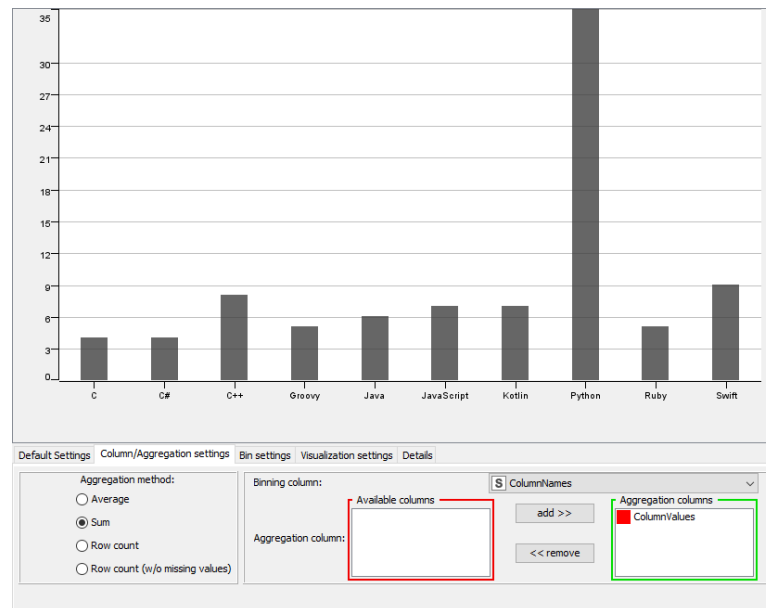 35
30
27
24
21
18
15
12
9
6
3
0
C C# C++ Groovy Java JavaScript Kotlin Python Ruby Swift
Default Settings Column/Aggregation settings Bin settings Visualization settings Details
Aggregation method:
Average
Sum
Row count
Row count (w/o missing values)
Binning column:
S ColumnNames
Aggregation column:
Available columns
add >>
<< remove
Aggregation columns
ColumnValues